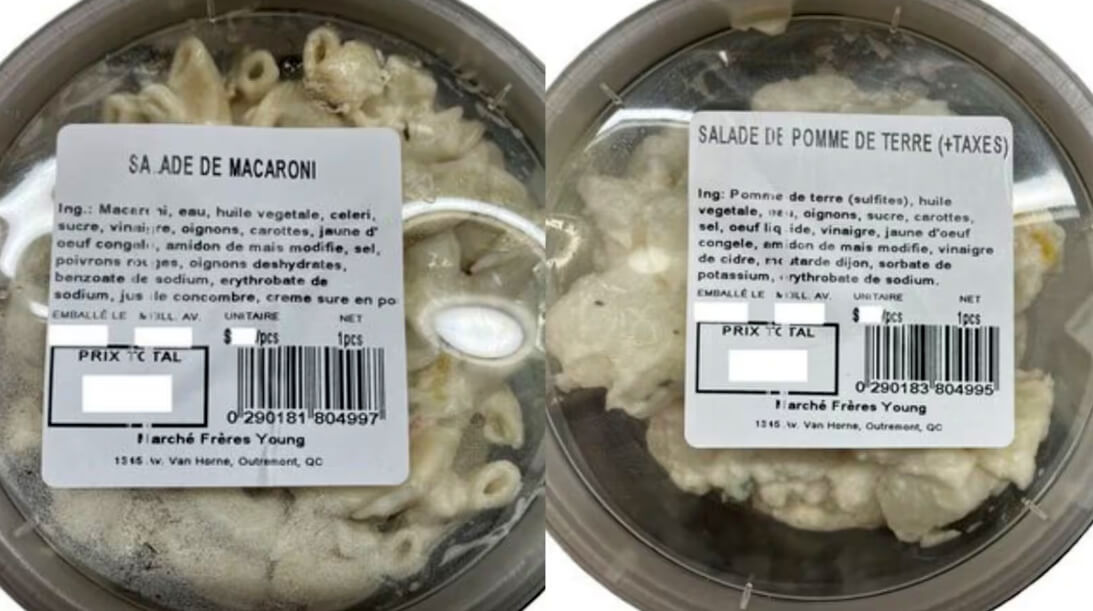 SALADE DE MACARONI
Ing.: Macaroni, eau, huile vegetale, celeri,
sucre, vinaigre, oignons, carottes, jaune d'
oeuf congele, amidon de mais modifie, sel,
poivrons rouges, oignons deshydrates,
benzoate de sodium, erythrobate de
sodium, jus de concombre, creme sure en po
EMBALLÉ LE MEILL. AV. UNITAIRE NET
$ /pcs 1pcs
PRIX TOTAL
0 290181 804997
Marché Frères Young
W. Van Horne, Outremont, QC
SALADE DE POMME DE TERRE (+TAXES)
Ing: Pomme de terre (sulfites), huile
vegetale, eau, oignons, sucre, carottes,
sel, oeuf liquide, vinaigre, jaune d'oeuf
congele, amidon de mais modifie, vinaigre
de cidre, moutarde dijon, sorbate de
potassium, erythrobate de sodium.
EMBALLÉ LE MEILL. AV. UNITAIRE NET
$ /pcs 1pcs
PRIX TOTAL
0 290183 804995
Marché Frères Young
W. Van Horne, Outremont, QC